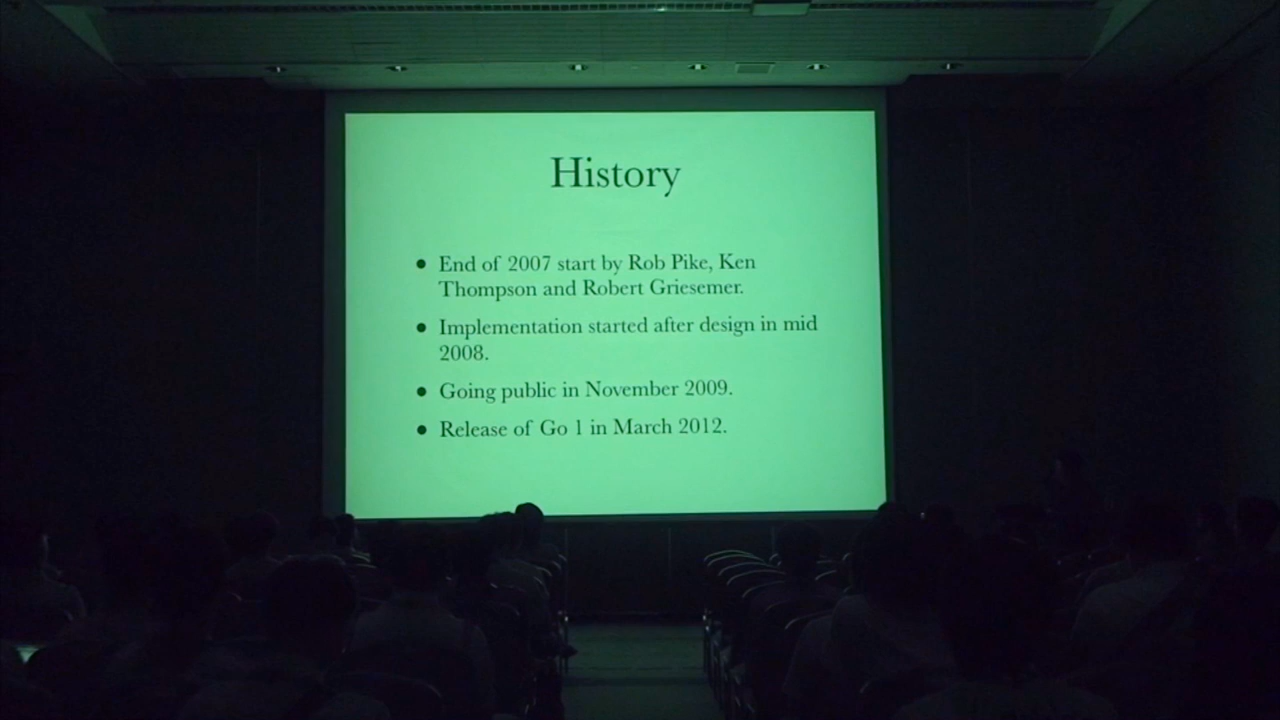 History
• End of 2007 start by Rob Pike, Ken
Thompson and Robert Griesemer.
• Implementation started after design in mid
2008.
• Going public in November 2009.
• Release of Go 1 in March 2012.